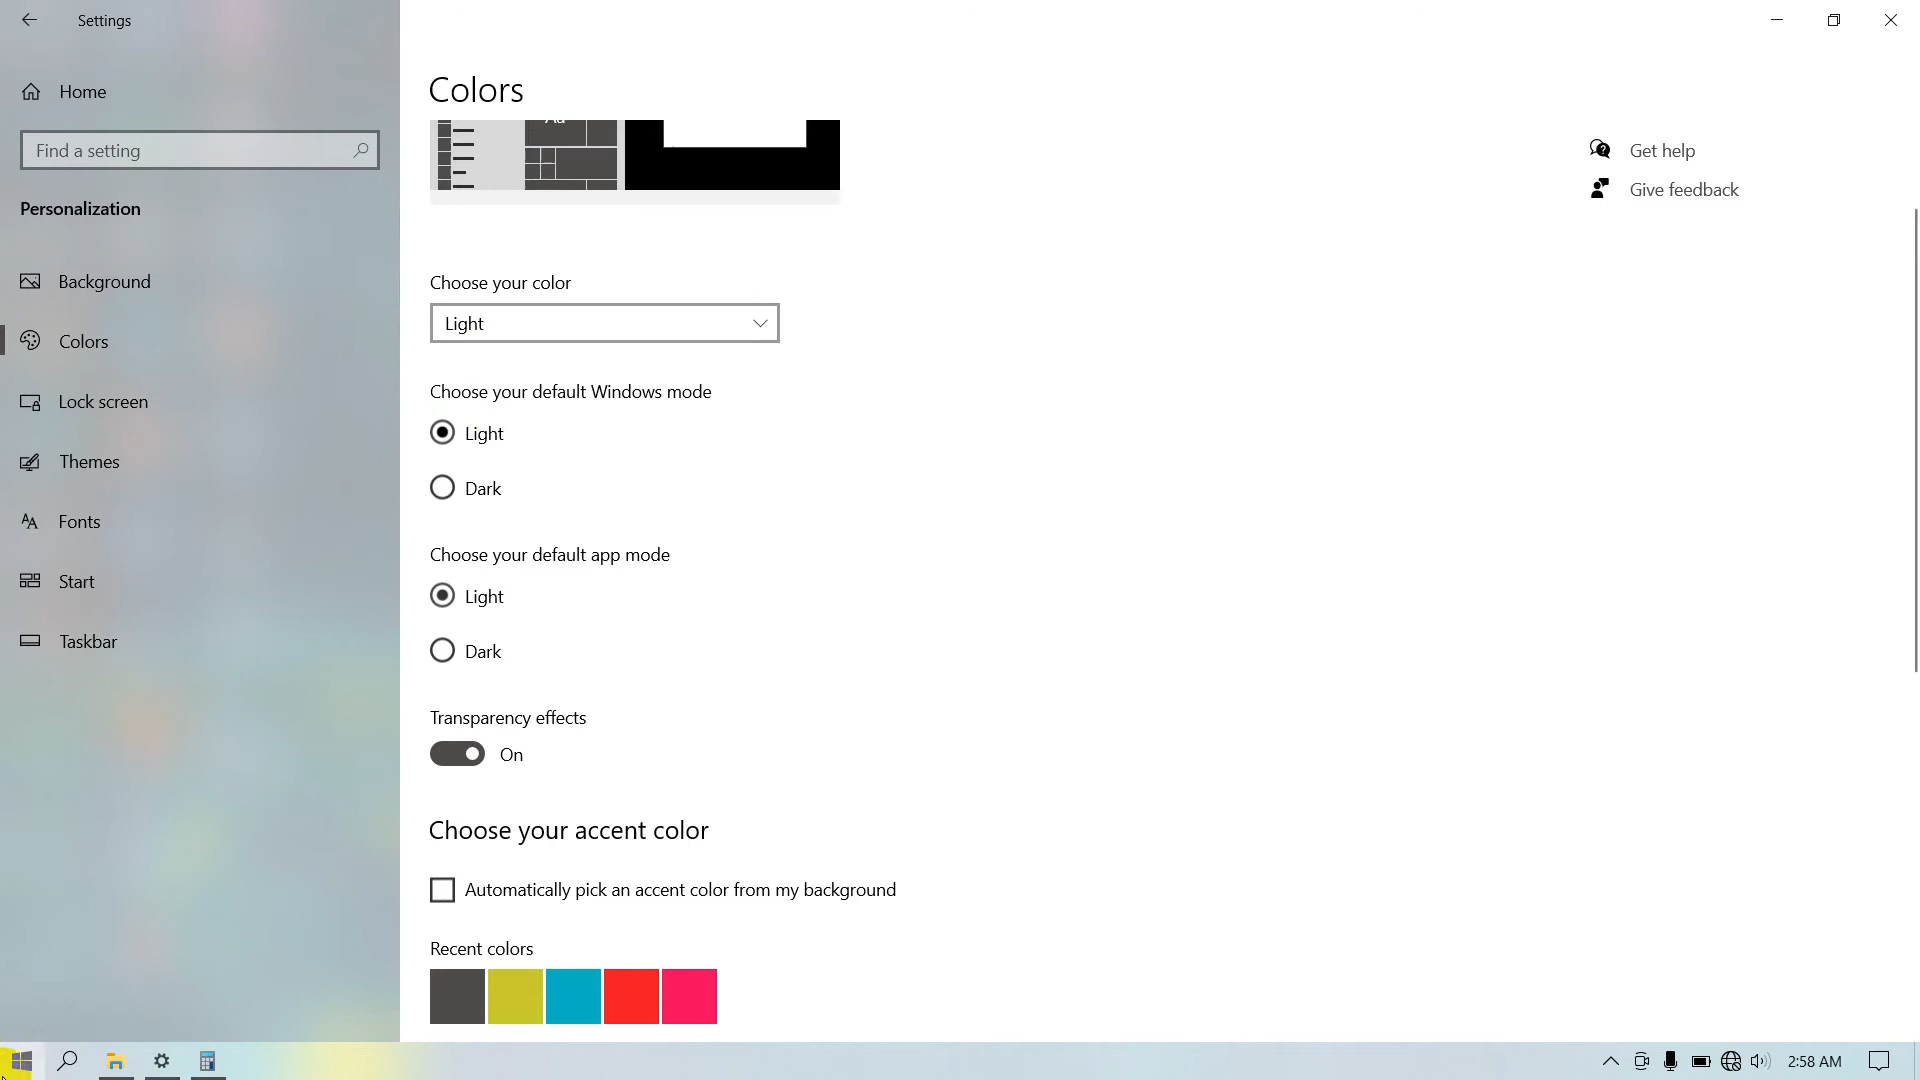 Settings
Home
Find a setting
Personalization
Background
Colors
Lock screen
Themes
Fonts
Start
Taskbar
Colors
Aa
Choose your color
Light
Choose your default Windows mode
Light
Dark
Choose your default app mode
Light
Dark
Transparency effects
On
Choose your accent color
Automatically pick an accent color from my background
Recent colors
Get help
Give feedback
2:58 AM